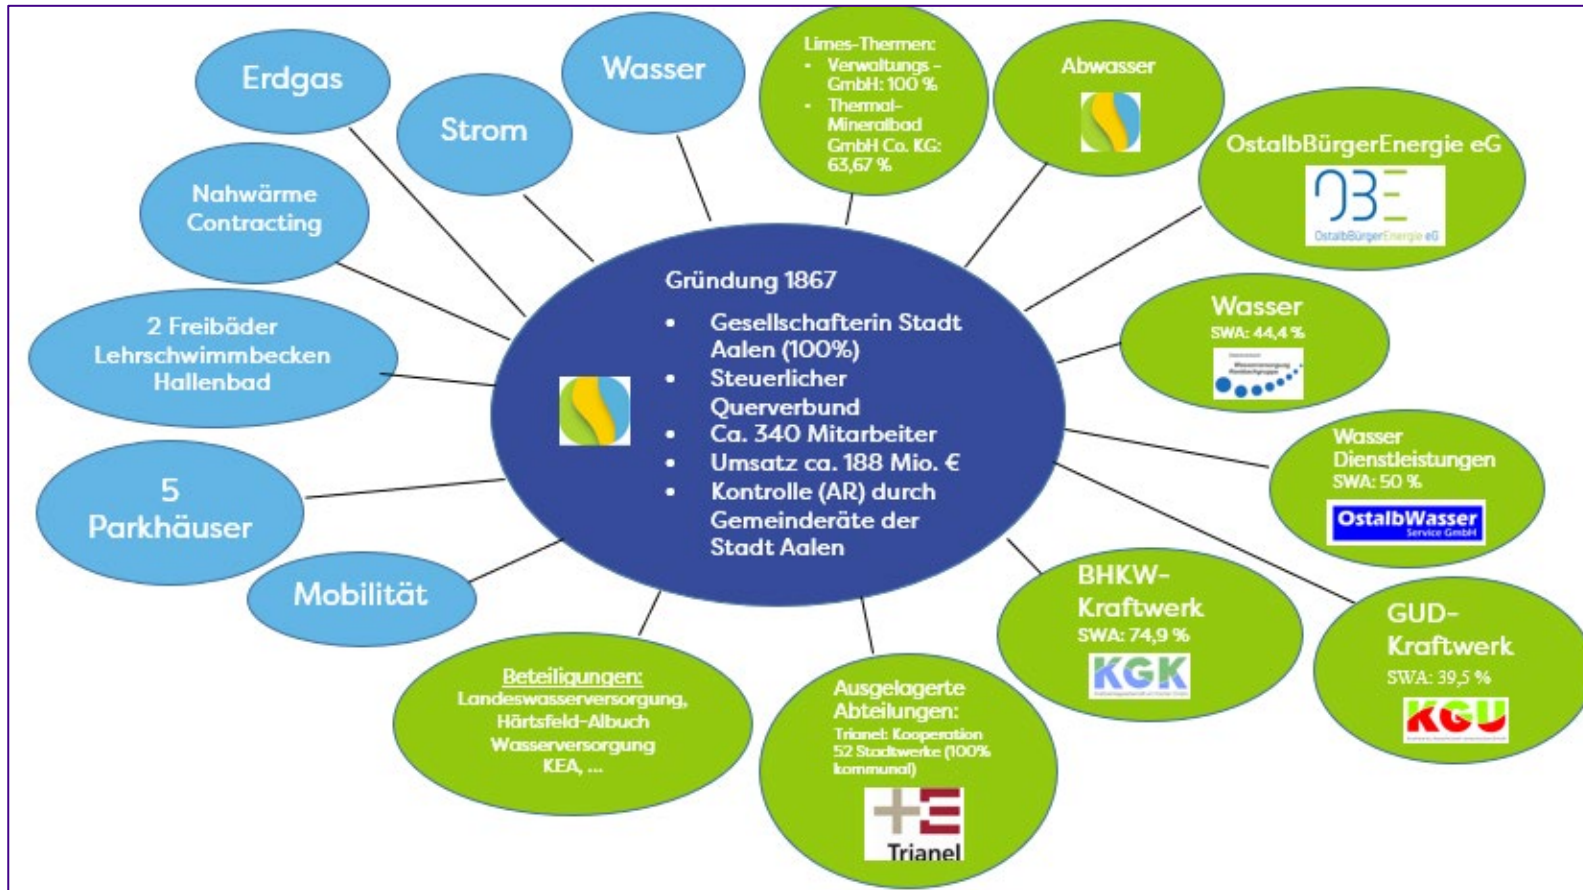 Erdgas
Strom
Wasser
Nahwärme
Contracting
2 Freibäder
Lehrschwimmbecken
Hallenbad
5
Parkhäuser
Mobilität
Gründung 1867
• Gesellschafterin Stadt
Aalen (100%)
• Steuerlicher
Querverbund
• Ca. 340 Mitarbeiter
• Umsatz ca. 188 Mio. €
• Kontrolle (AR) durch
Gemeinderäte der
Stadt Aalen
Limes-Thermen:
• Verwaltungs -
GmbH: 100 %
• Thermal-
Mineralbad
GmbH Co. KG:
63,67 %
Abwasser
OstalbBürgerEnergie eG
OBE
OstalbBürgerEnergie eG
Wasser
SWA: 44,4 %
Wasserversorgung
Wasser
Dienstleistungen
SWA: 50 %
OstalbWasser
Service GmbH
GUD-
Kraftwerk
SWA: 39,5 %
KGU
BHKW-
Kraftwerk
SWA: 74,9 %
KGK
Ausgelagerte
Abteilungen:
Trianel: Kooperation
52 Stadtwerke (100%
kommunal)
Trianel
Beteiligungen:
Landeswasserversorgung,
Härtsfeld-Albuch
Wasserversorgung
KEA, ...